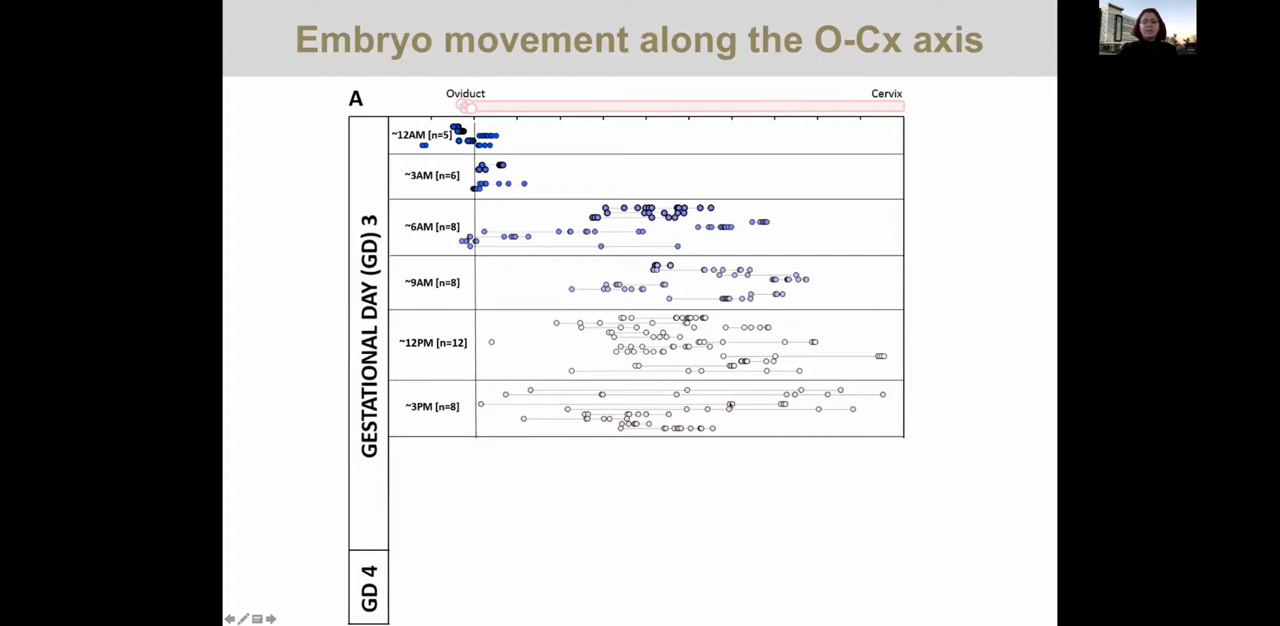 Embryo movement along the O-Cx axis
A
Oviduct
Cervix
GESTATIONAL DAY (GD) 3
~12AM [n=5]
~3AM [n=6]
~6AM [n=8]
~9AM [n=8]
~12PM [n=12]
~3PM [n=8]
GD 4